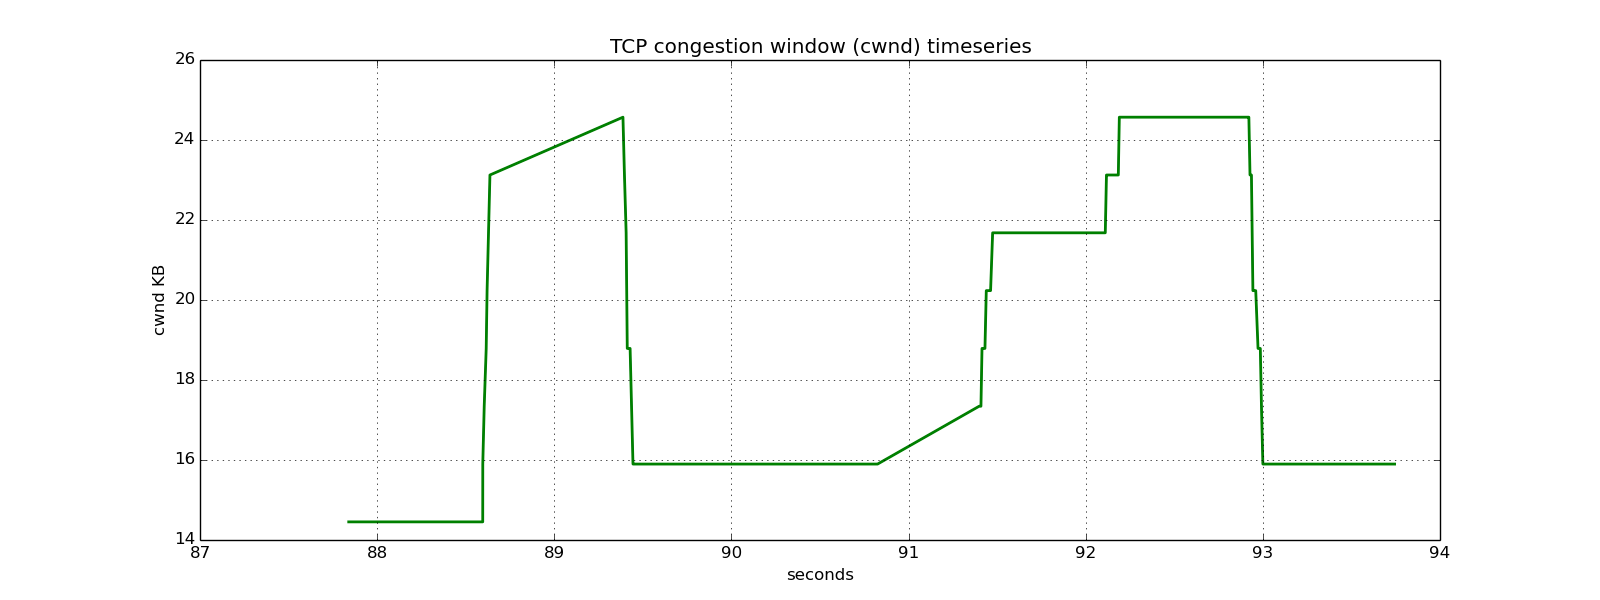 TCP congestion window (cwnd) timeseries
26
24
22
20
18
16
14
cwnd KB
87 88 89 90 91 92 93 94
seconds